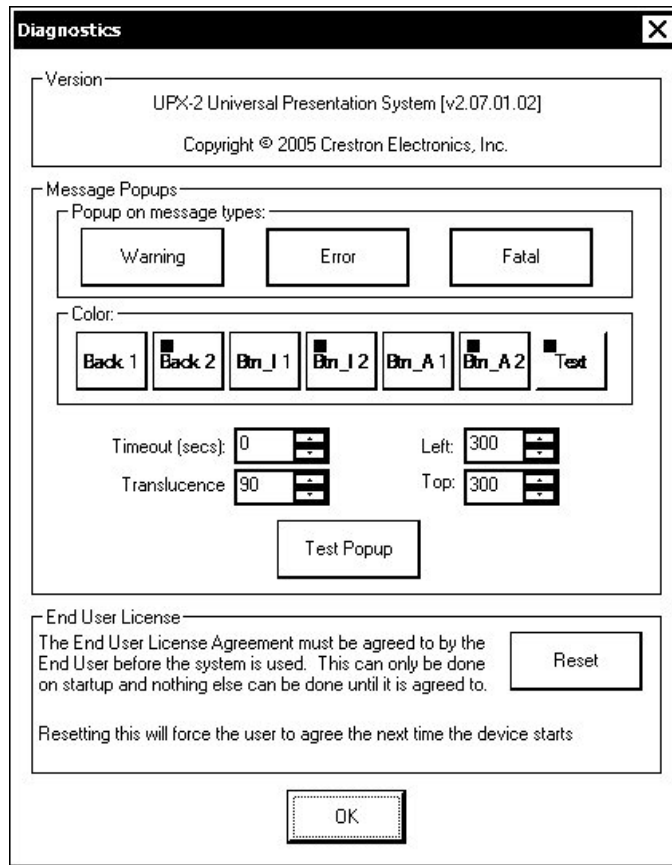 Diagnostics
Version
UPX-2 Universal Presentation System [v2.07.01.02]
Copyright © 2005 Crestron Electronics, Inc.
Message Popups
Popup on message types:
Warning Error Fatal
Color:
Back 1 Back 2 Btn_I 1 Btn_I 2 Btn_A 1 Btn_A 2 Text
Timeout (secs): 0 Left: 300
Translucence 90 Top: 300
Test Popup
End User License
The End User License Agreement must be agreed to by the
End User before the system is used. This can only be done
on startup and nothing else can be done until it is agreed to.
Reset
Resetting this will force the user to agree the next time the device starts
OK